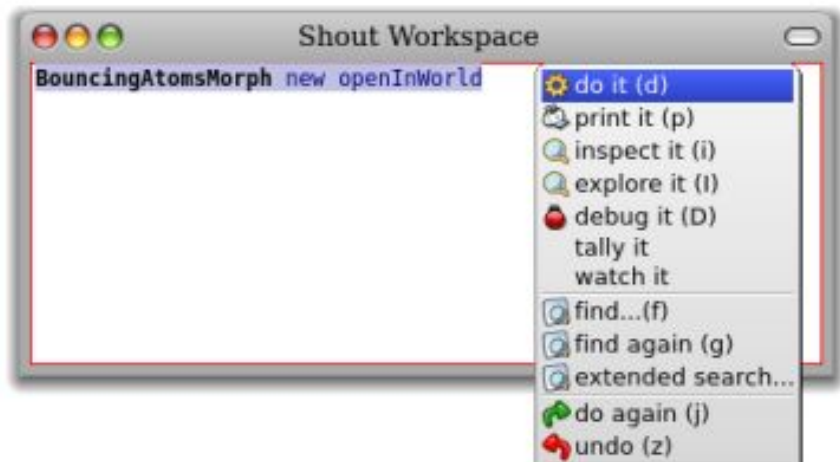 Shout Workspace
BouncingAtomsMorph new openInWorld
do it (d)
print it (p)
inspect it (i)
explore it (I)
debug it (D)
tally it
watch it
find...(f)
find again (g)
extended search...
do again (j)
undo (z)